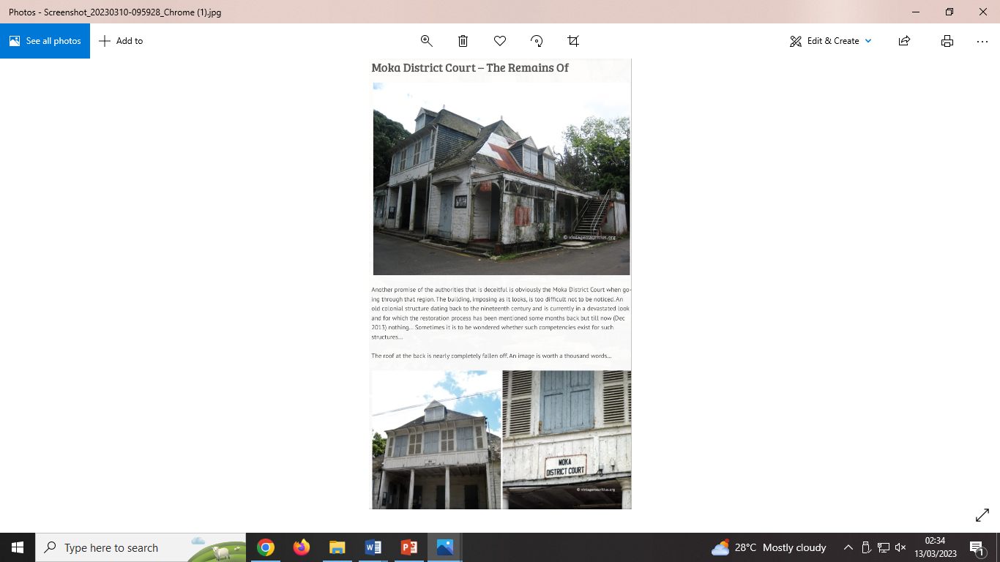 Photos - Screenshot_20230310-095928_Chrome (1).jpg
See all photos
Add to
Edit & Create
Moka District Court – The Remains Of
© vintagemauritius.org
Another promise of the authorities that is deceitful is obviously the Moka District Court when go-
ing through that region. The building, imposing as it looks, is too difficult not to be noticed. An
old colonial structure dating back to the nineteenth century and is currently in a devastated look
and for which the restoration process has been mentioned some months back but till now (Dec
2013) nothing... Sometimes it is to be wondered whether such competencies exist for such
structures...
The roof at the back is nearly completely fallen off. An image is worth a thousand words...
MOKA
DISTRICT COURT
© vintagemauritius.org
Type here to search
28°C Mostly cloudy
02:34
13/03/2023
1